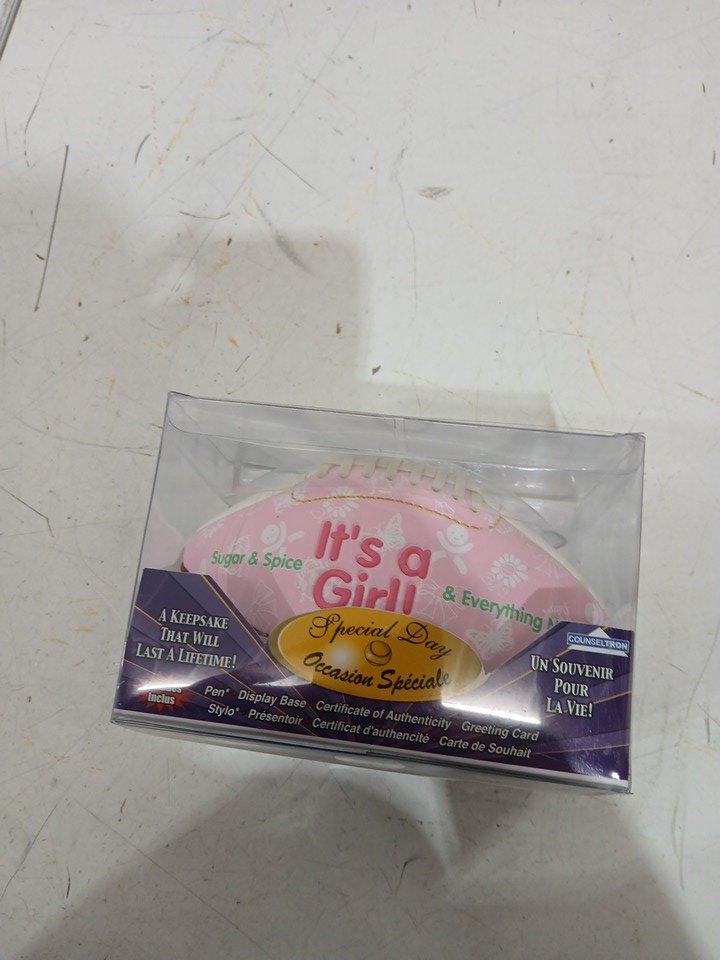 It's a
Girl!
Sugar & Spice
& Everything
Special Day
Occasion Spéciale
A KEEPSAKE
THAT WILL
LAST A LIFETIME!
COUNSELTRON
UN SOUVENIR
POUR
LA VIE!
Inclus
Pen* Display Base Certificate of Authenticity Greeting Card
Stylo* Présentoir Certificat d'authencité Carte de Souhait